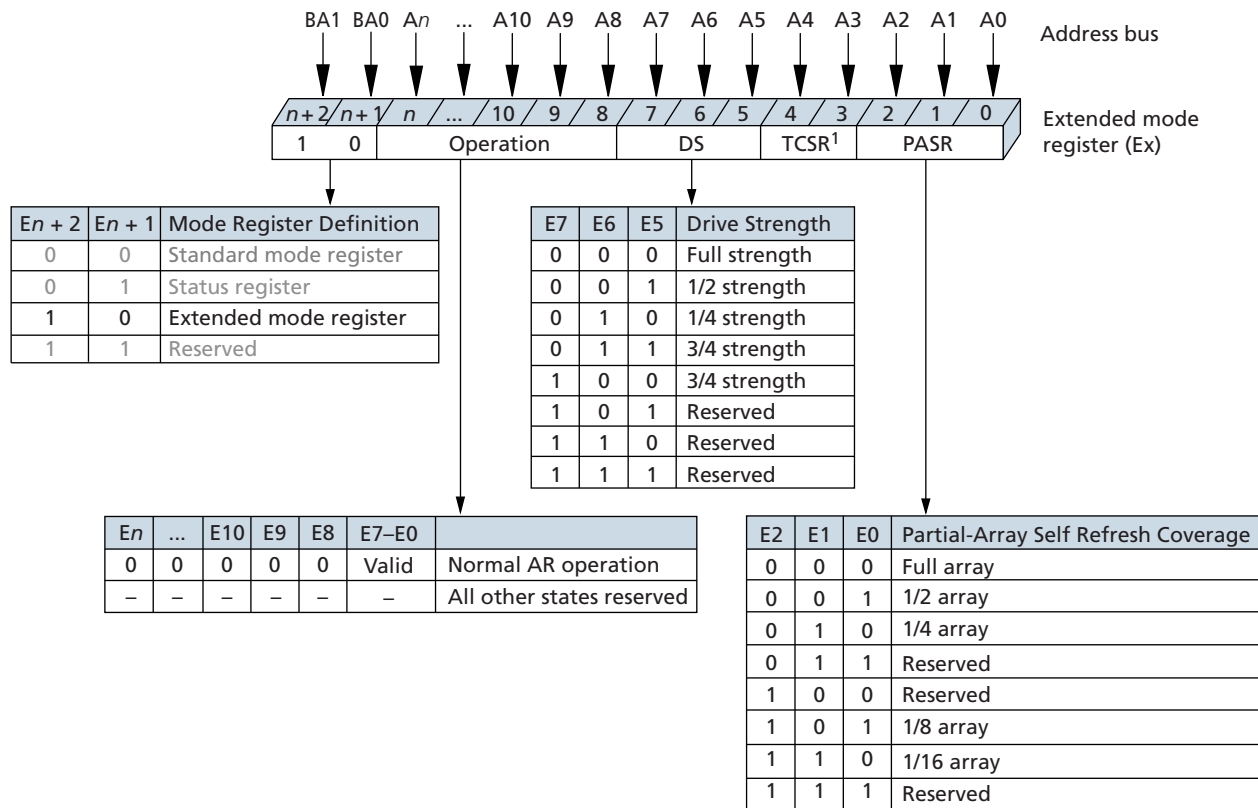 BA1 BA0 An ... A10 A9 A8 A7 A6 A5 A4 A3 A2 A1 A0 Address bus
n + 2 n + 1 n ... 10 9 8 7 6 5 4 3 2 1 0 Extended mode register (Ex)
1 0 Operation DS TCSR1 PASR
En + 2 En + 1 Mode Register Definition
0 0 Standard mode register
0 1 Status register
1 0 Extended mode register
1 1 Reserved
E7 E6 E5 Drive Strength
0 0 0 Full strength
0 0 1 1/2 strength
0 1 0 1/4 strength
0 1 1 3/4 strength
1 0 0 3/4 strength
1 0 1 Reserved
1 1 0 Reserved
1 1 1 Reserved
En ... E10 E9 E8 E7–E0
0 0 0 0 0 Valid Normal AR operation
– – – – – – All other states reserved
E2 E1 E0 Partial-Array Self Refresh Coverage
0 0 0 Full array
0 0 1 1/2 array
0 1 0 1/4 array
0 1 1 Reserved
1 0 0 Reserved
1 0 1 1/8 array
1 1 0 1/16 array
1 1 1 Reserved